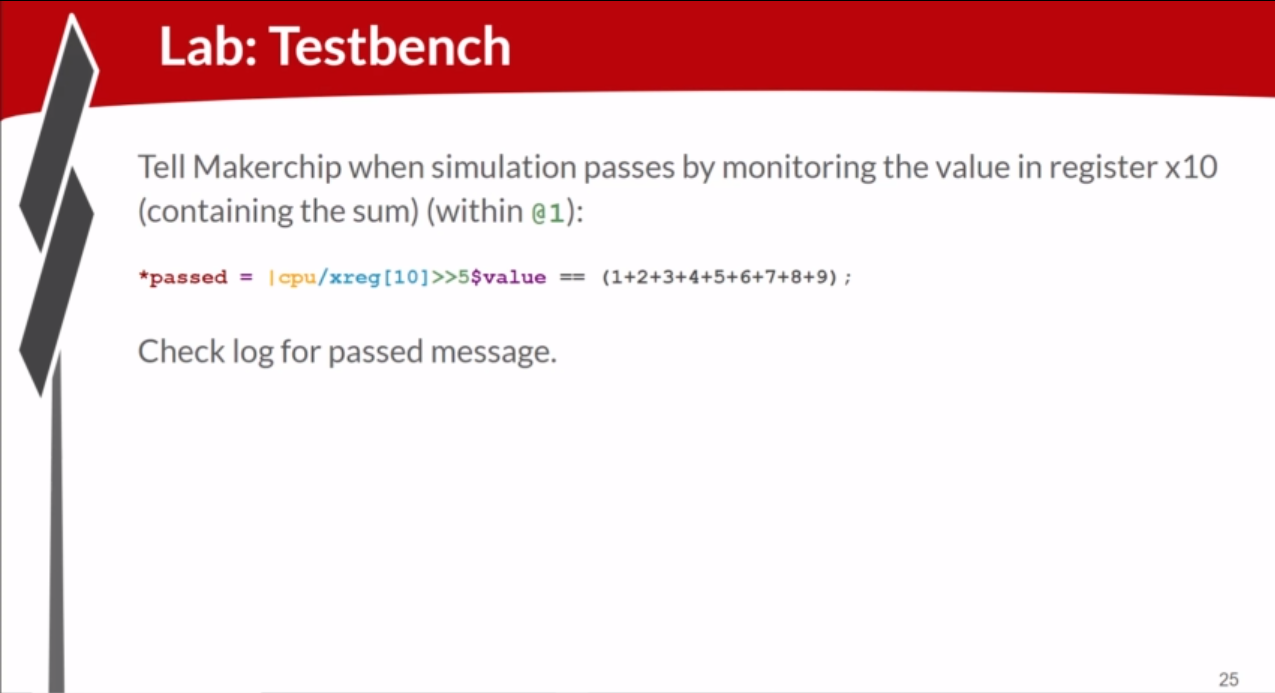 Lab: Testbench
Tell Makerchip when simulation passes by monitoring the value in register x10
(containing the sum) (within @1):
*passed = |cpu/xreg[10]>>5$value == (1+2+3+4+5+6+7+8+9);
Check log for passed message.
25